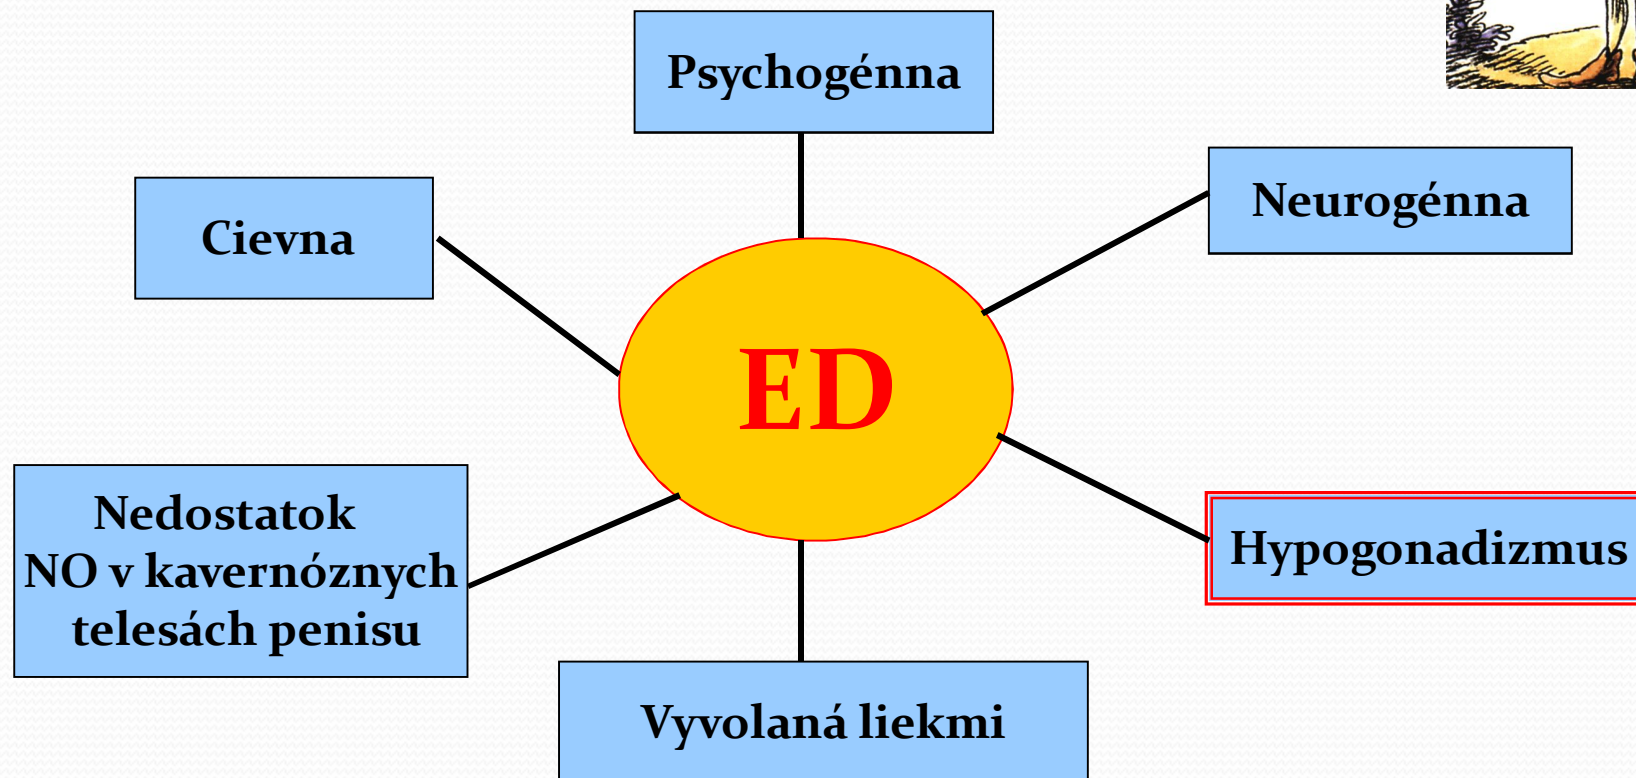 Psychogénna
Neurogénna
Cievna
ED
Nedostatok
NO v kavernóznych
telesách penisu
Hypogonadizmus
Vyvolaná liekmi